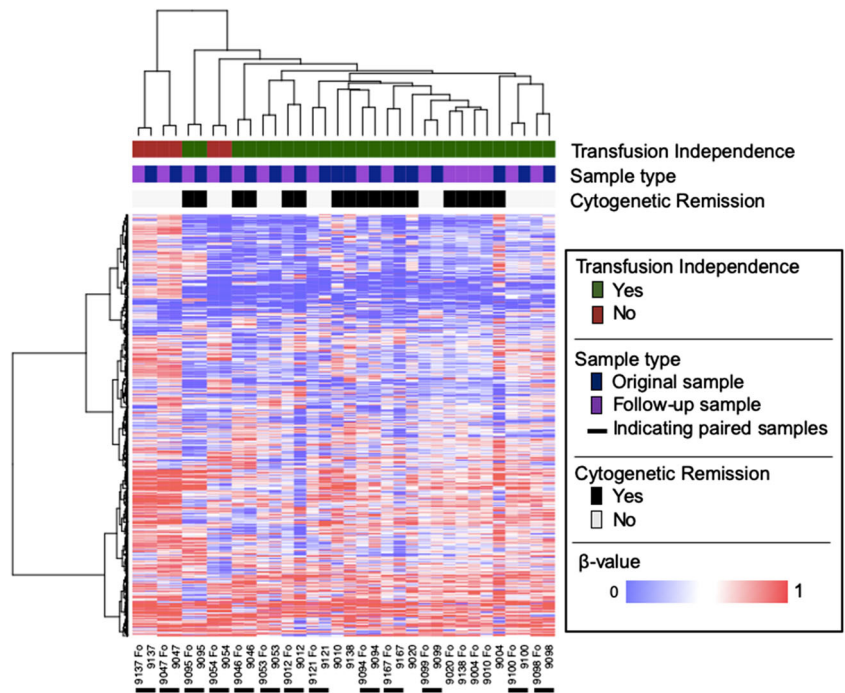 Transfusion Independence
Sample type
Cytogenetic Remission
Transfusion Independence
Yes
No
Sample type
Original sample
Follow-up sample
Indicating paired samples
Cytogenetic Remission
Yes
No
β-value
0
1
9137 Fo
9137
9047 Fo
9047
9095 Fo
9095
9054 Fo
9054
9046 Fo
9046
9053 Fo
9053
9012 Fo
9012
9121 Fo
9121
9010
9138
9094 Fo
9094
9167 Fo
9167
9020
9099 Fo
9099
9020 Fo
9138 Fo
9004 Fo
9010 Fo
9004
9100 Fo
9100
9098 Fo
9098